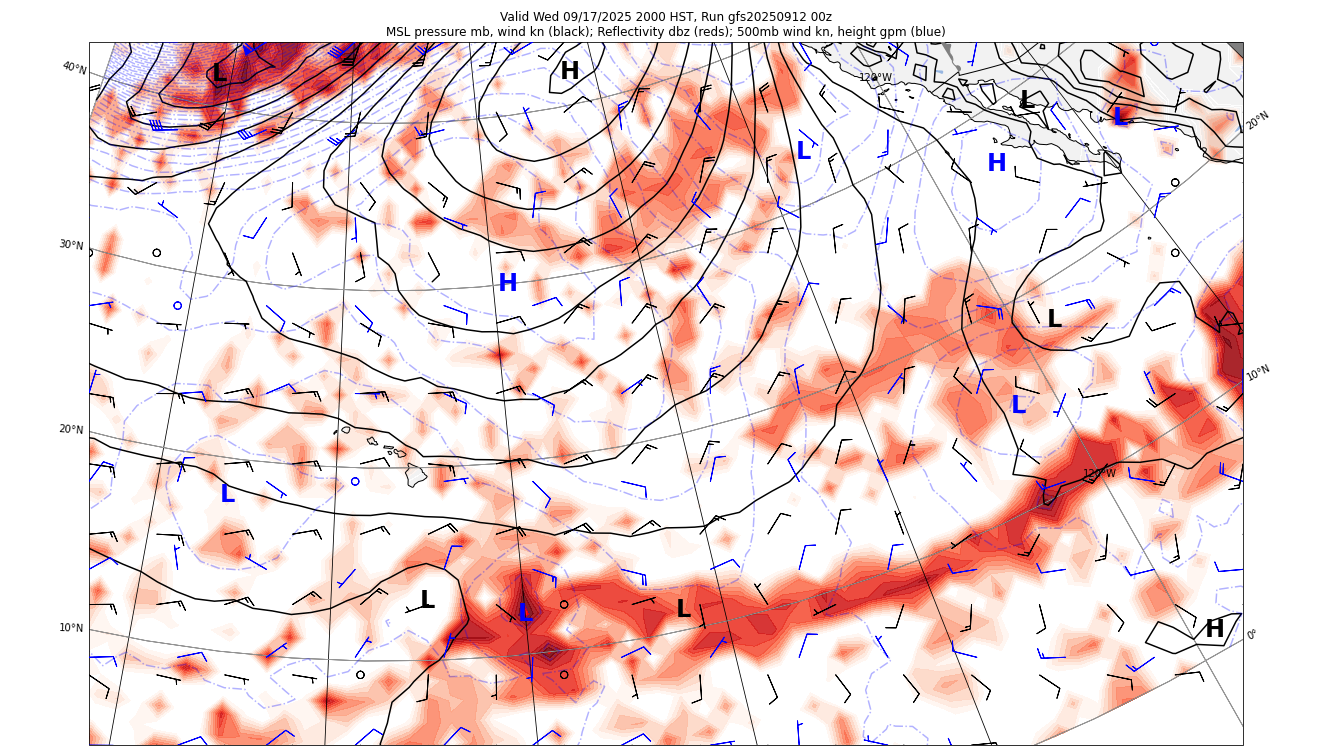 Valid Wed 09/17/2025 2000 HST, Run gfs20250912 00z
MSL pressure mb, wind kn (black); Reflectivity dbz (reds); 500mb wind kn, height gpm (blue)
40°N
L
H
120°W
L
L
20°N
L
H
30°N
H
L
10°N
L
20°N
120°W
L
L
L
L
10°N
H
0°